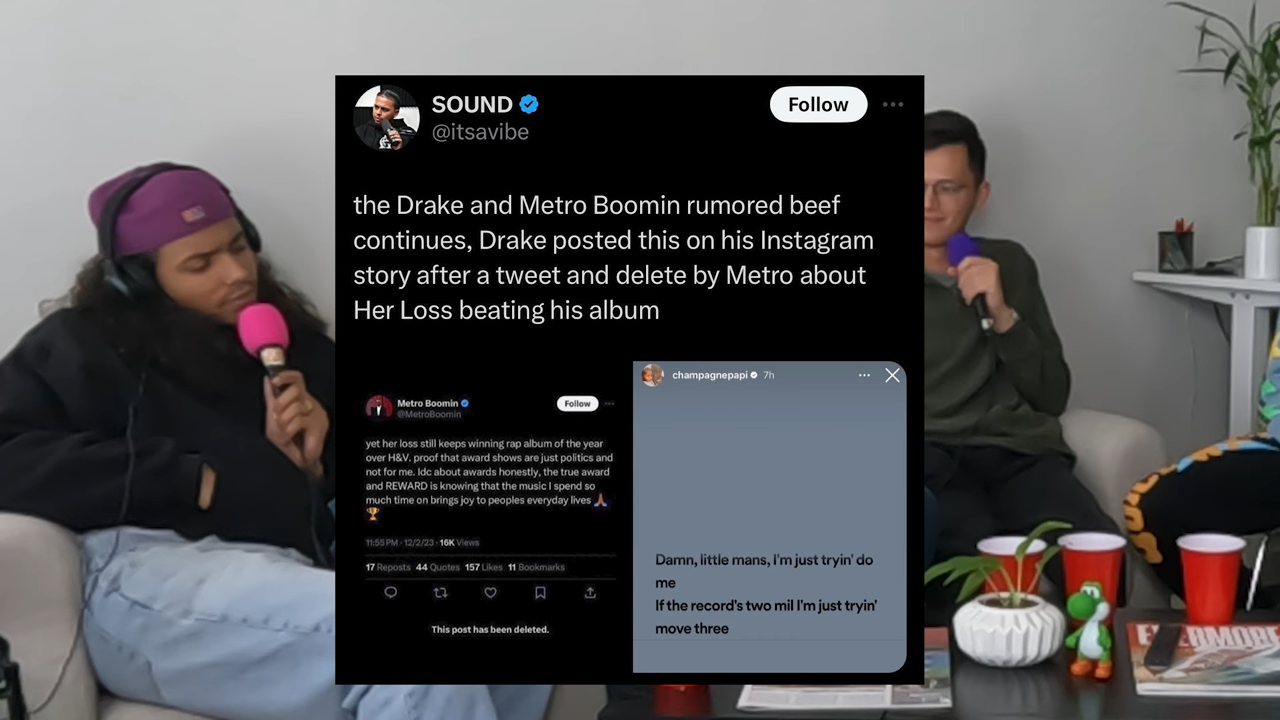 SOUND
Follow
@itsavibe
the Drake and Metro Boomin rumored beef
continues, Drake posted this on his Instagram
story after a tweet and delete by Metro about
Her Loss beating his album
Metro Boomin
@MetroBoomin
Follow
yet her loss still keeps winning rap album of the year
over H&V. proof that award shows are just politics and
not for me. Idc about awards honestly, the true award
and REWARD is knowing that the music I spend so
much time on brings joy to peoples everyday lives 🙏🏾
🏆
11:55 PM · 12/2/23 · 16K Views
17 Reposts 44 Quotes 157 Likes 11 Bookmarks
This post has been deleted.
champagnepapi 7h
Damn, little mans, I'm just tryin' do
me
If the record's two mil I'm just tryin'
move three